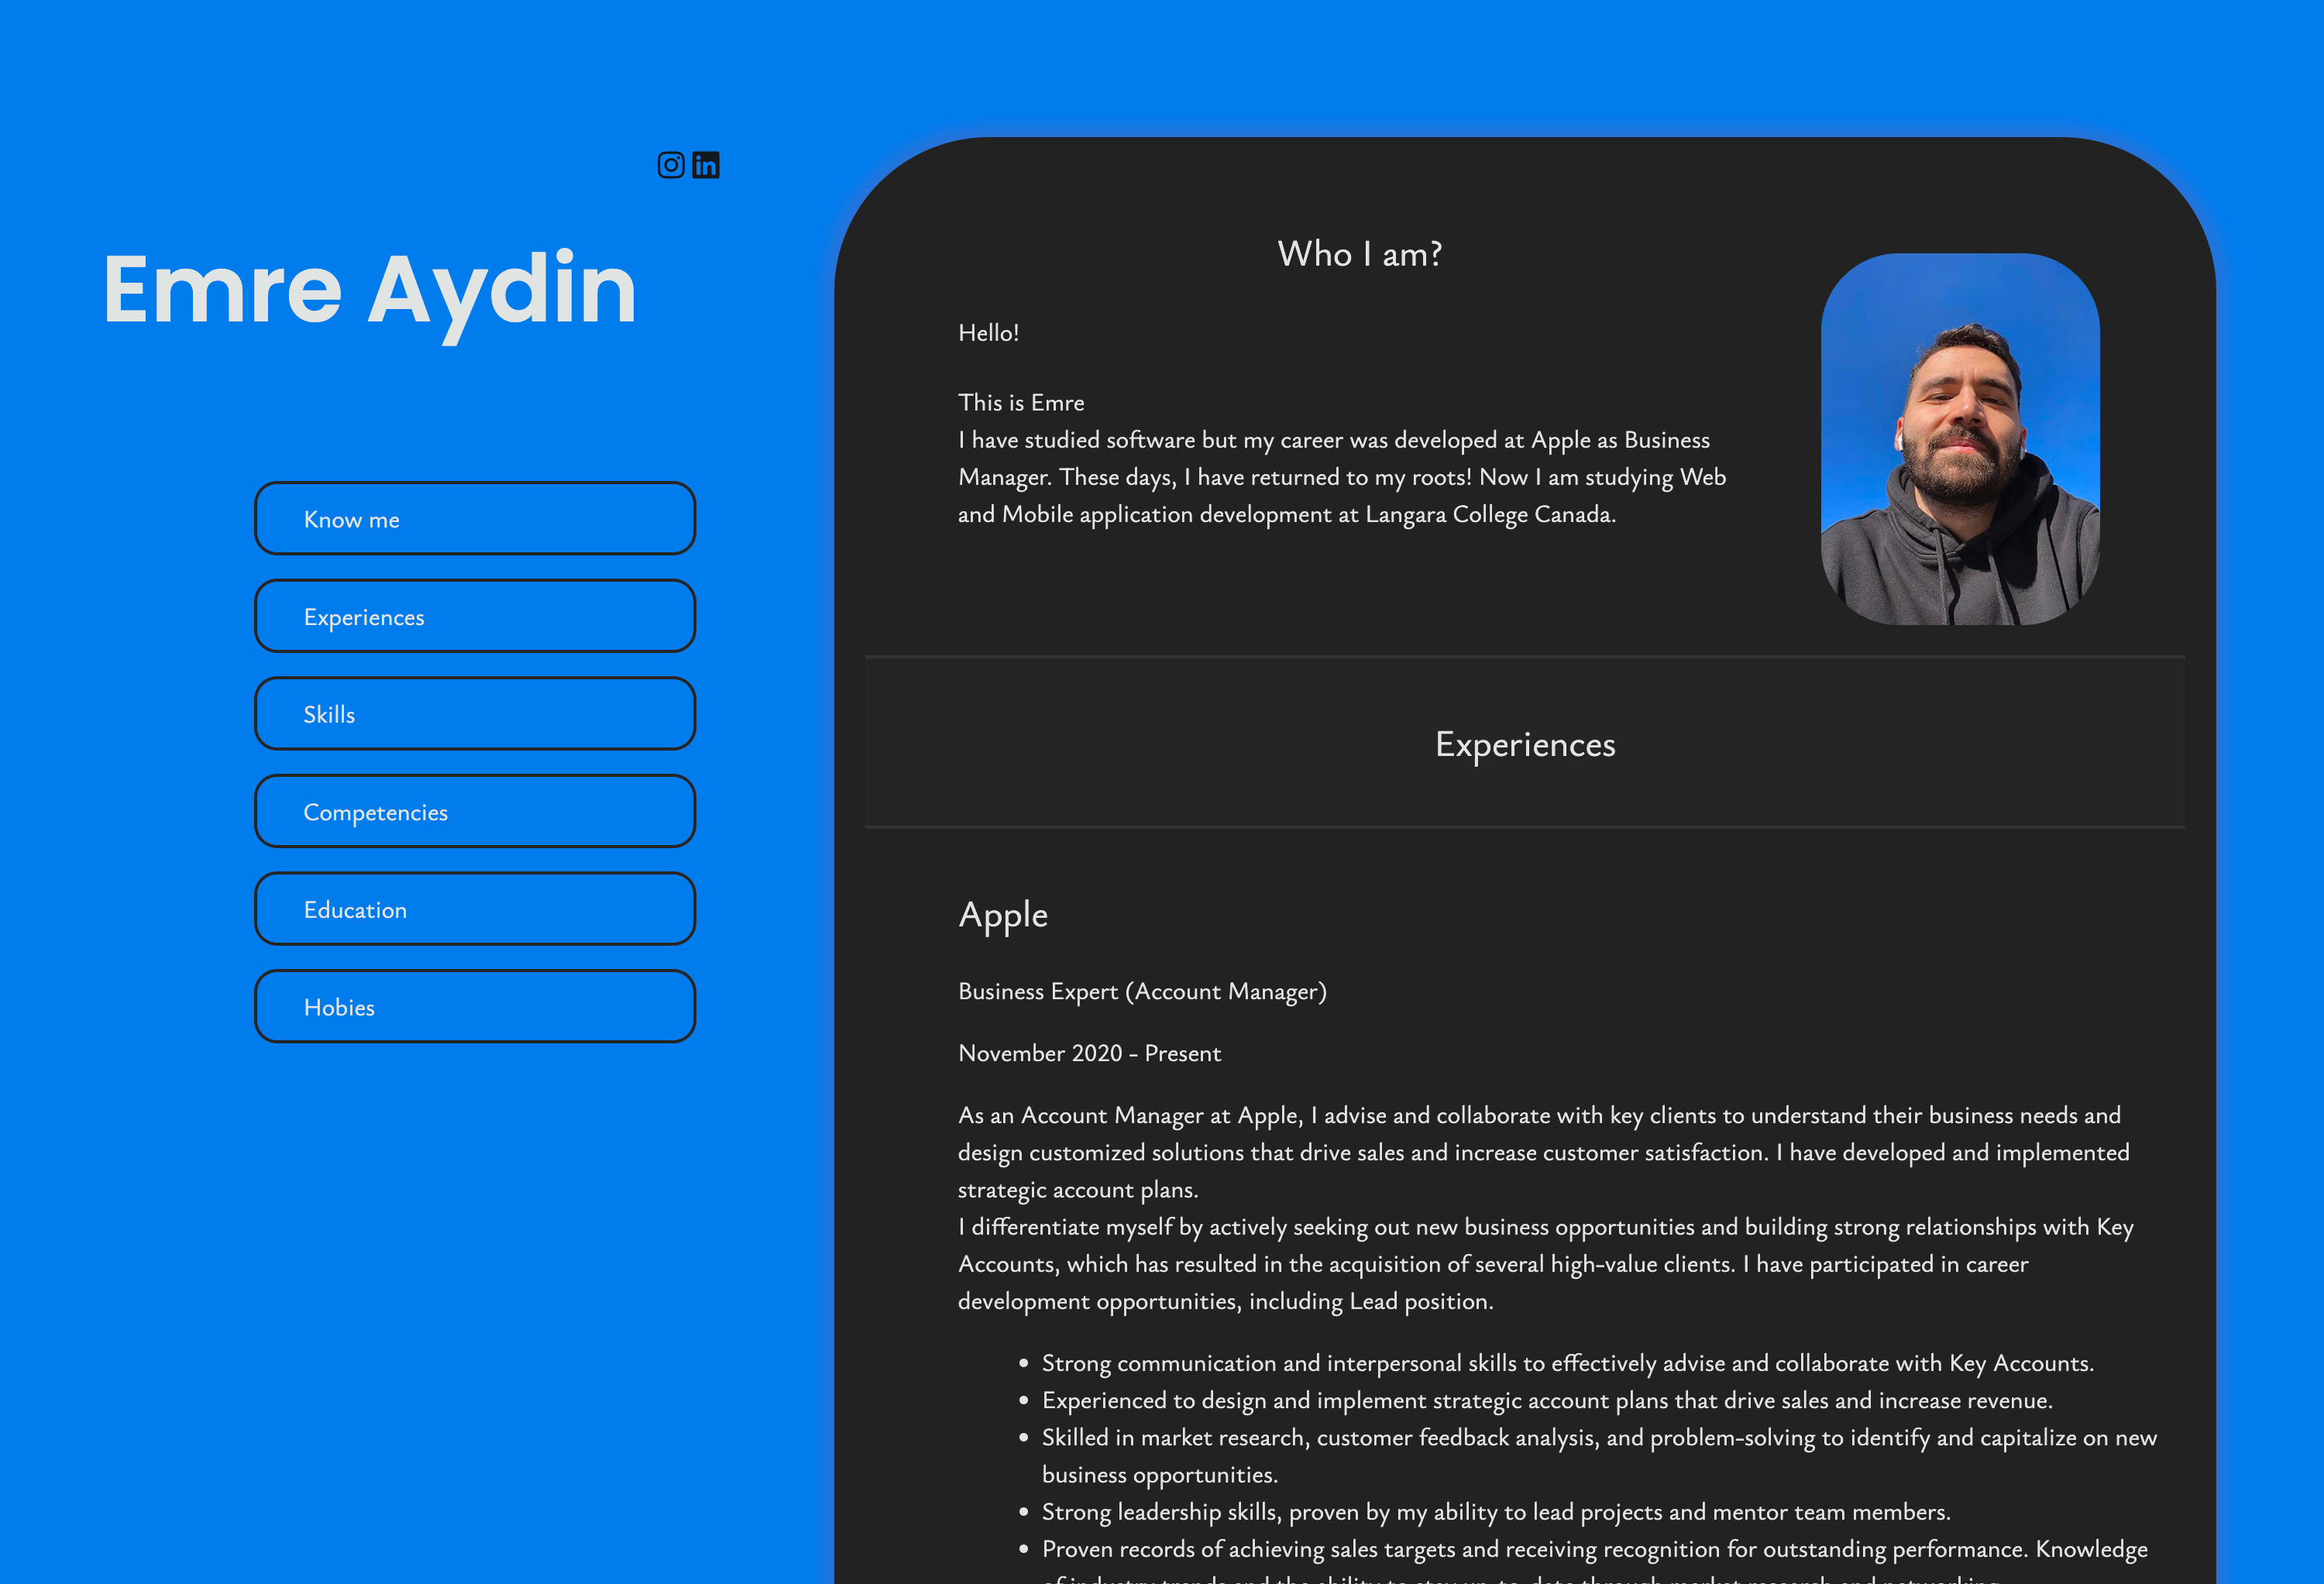 Emre Aydin
Know me
Experiences
Skills
Competencies
Education
Hobies
Who I am?
Hello!
This is Emre
I have studied software but my career was developed at Apple as Business
Manager. These days, I have returned to my roots! Now I am studying Web
and Mobile application development at Langara College Canada.
Experiences
Apple
Business Expert (Account Manager)
November 2020 - Present
As an Account Manager at Apple, I advise and collaborate with key clients to understand their business needs and
design customized solutions that drive sales and increase customer satisfaction. I have developed and implemented
strategic account plans.
I differentiate myself by actively seeking out new business opportunities and building strong relationships with Key
Accounts, which has resulted in the acquisition of several high-value clients. I have participated in career
development opportunities, including Lead position.
• Strong communication and interpersonal skills to effectively advise and collaborate with Key Accounts.
• Experienced to design and implement strategic account plans that drive sales and increase revenue.
• Skilled in market research, customer feedback analysis, and problem-solving to identify and capitalize on new
business opportunities.
• Strong leadership skills, proven by my ability to lead projects and mentor team members.
• Proven records of achieving sales targets and receiving recognition for outstanding performance. Knowledge